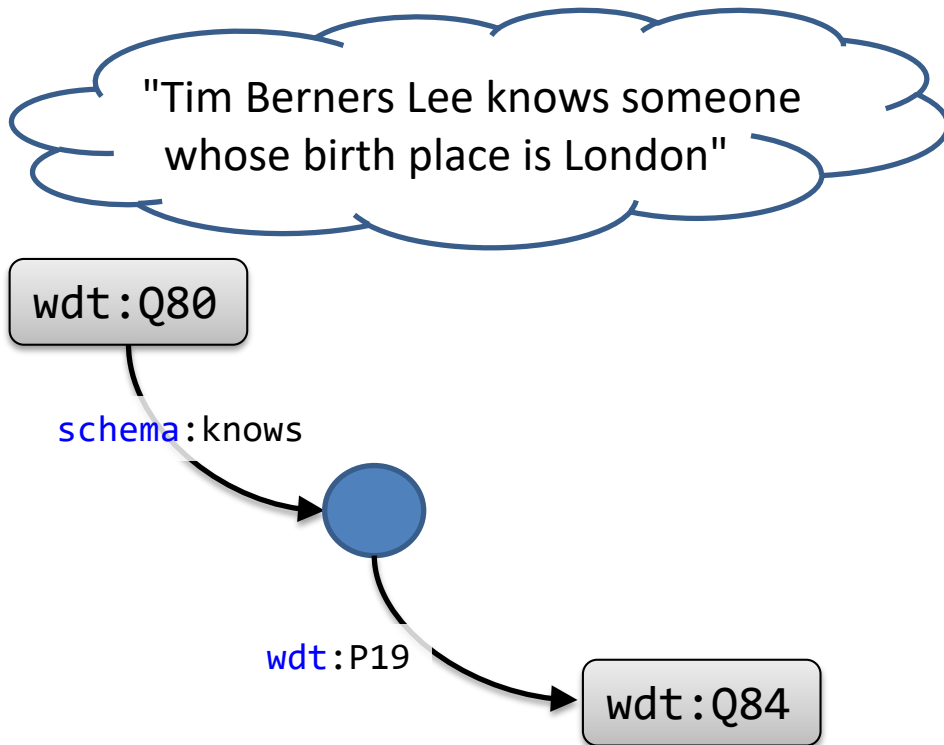 "Tim Berners Lee knows someone
whose birth place is London"
wdt:Q80
schema:knows
wdt:P19
wdt:Q84